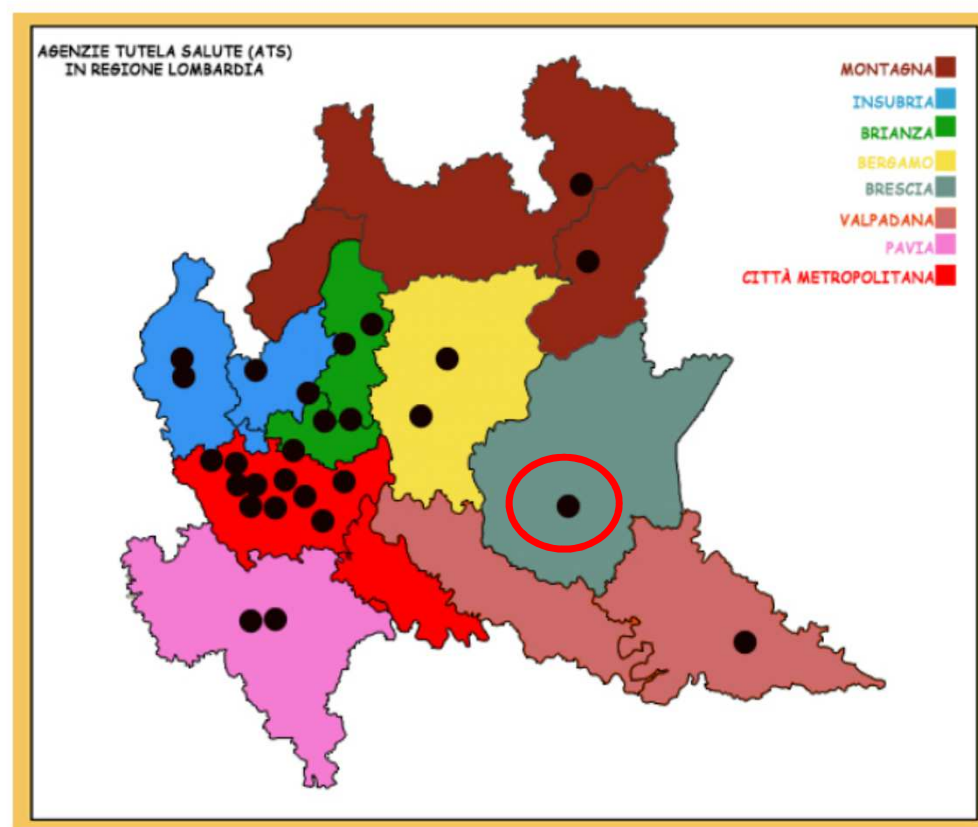 AGENZIE TUTELA SALUTE (ATS)
IN REGIONE LOMBARDIA
MONTAGNA
INSUBRIA
BRIANZA
BERGAMO
BRESCIA
VALPADANA
PAVIA
CITTÀ METROPOLITANA